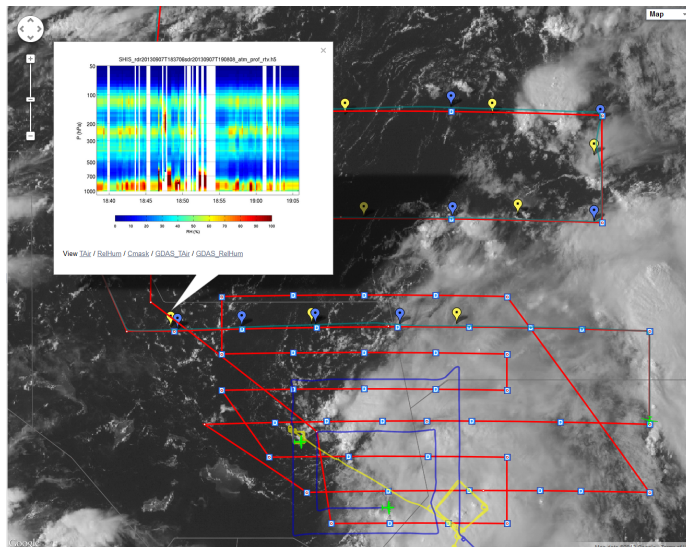 Map
×
SHIS_rdr20130907T183706sdr20130907T190808_atm_prof_rhv.h5
P (hPa)
50
100
200
300
500
700
1000
18:40 18:45 18:50 18:55 19:00 19:05
0 10 20 30 40 50 60 70 80 90 100
RH (%)
View TAir / RelHum / Cmask / GDAS_TAir / GDAS_RelHum
Google